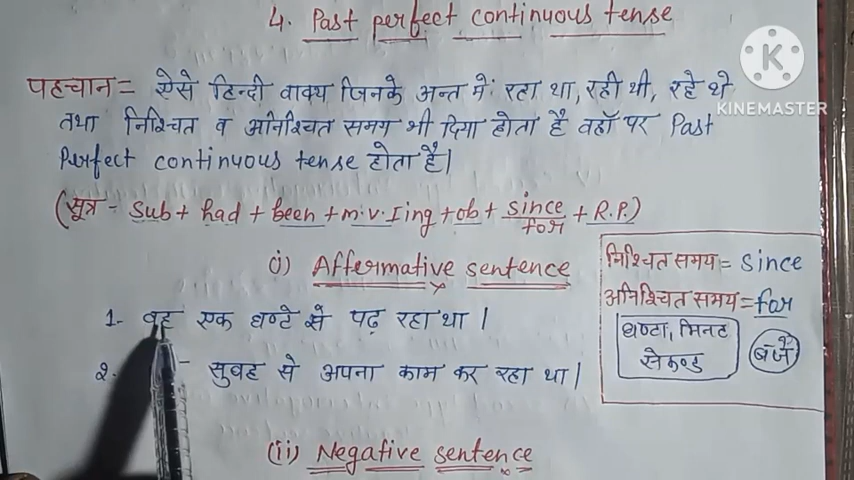 4. Past perfect continuous tense
KINEMASTER
पहचान = ऐसे हिन्दी वाक्य जिनके अन्त में: रहा था, रही थी, रहे थे
तथा निश्चित व अनिश्चित समय भी दिया होता है वहाँ पर Past
Perfect continuous tense होता है।
(सूत्र = Sub + had + been + m.v. Iing + ob + since/for + R.P.)
(i) Affermative sentence
1- वह एक घण्टे से पढ़ रहा था।
2. - सुवह से अपना काम कर रहा था।
(ii) Negative sentence
निश्चित समय = since
अनिश्चित समय = for
घण्टा, मिनट
सेकण्ड
बजे